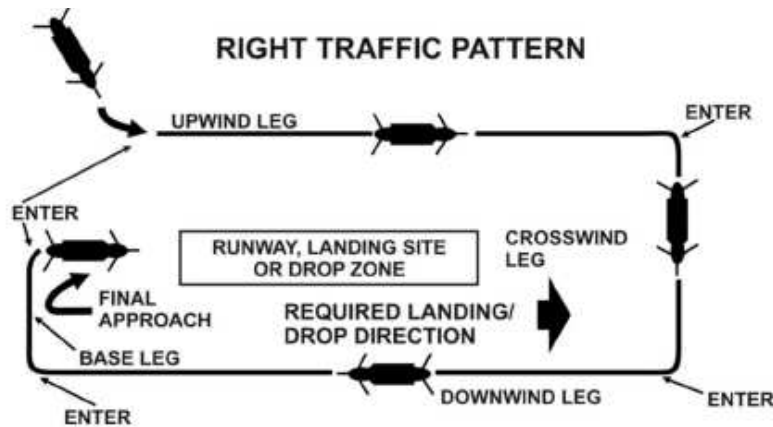 RIGHT TRAFFIC PATTERN
UPWIND LEG
ENTER
ENTER
RUNWAY, LANDING SITE
OR DROP ZONE
CROSSWIND
LEG
FINAL
APPROACH
REQUIRED LANDING/
DROP DIRECTION
BASE LEG
DOWNWIND LEG
ENTER
ENTER